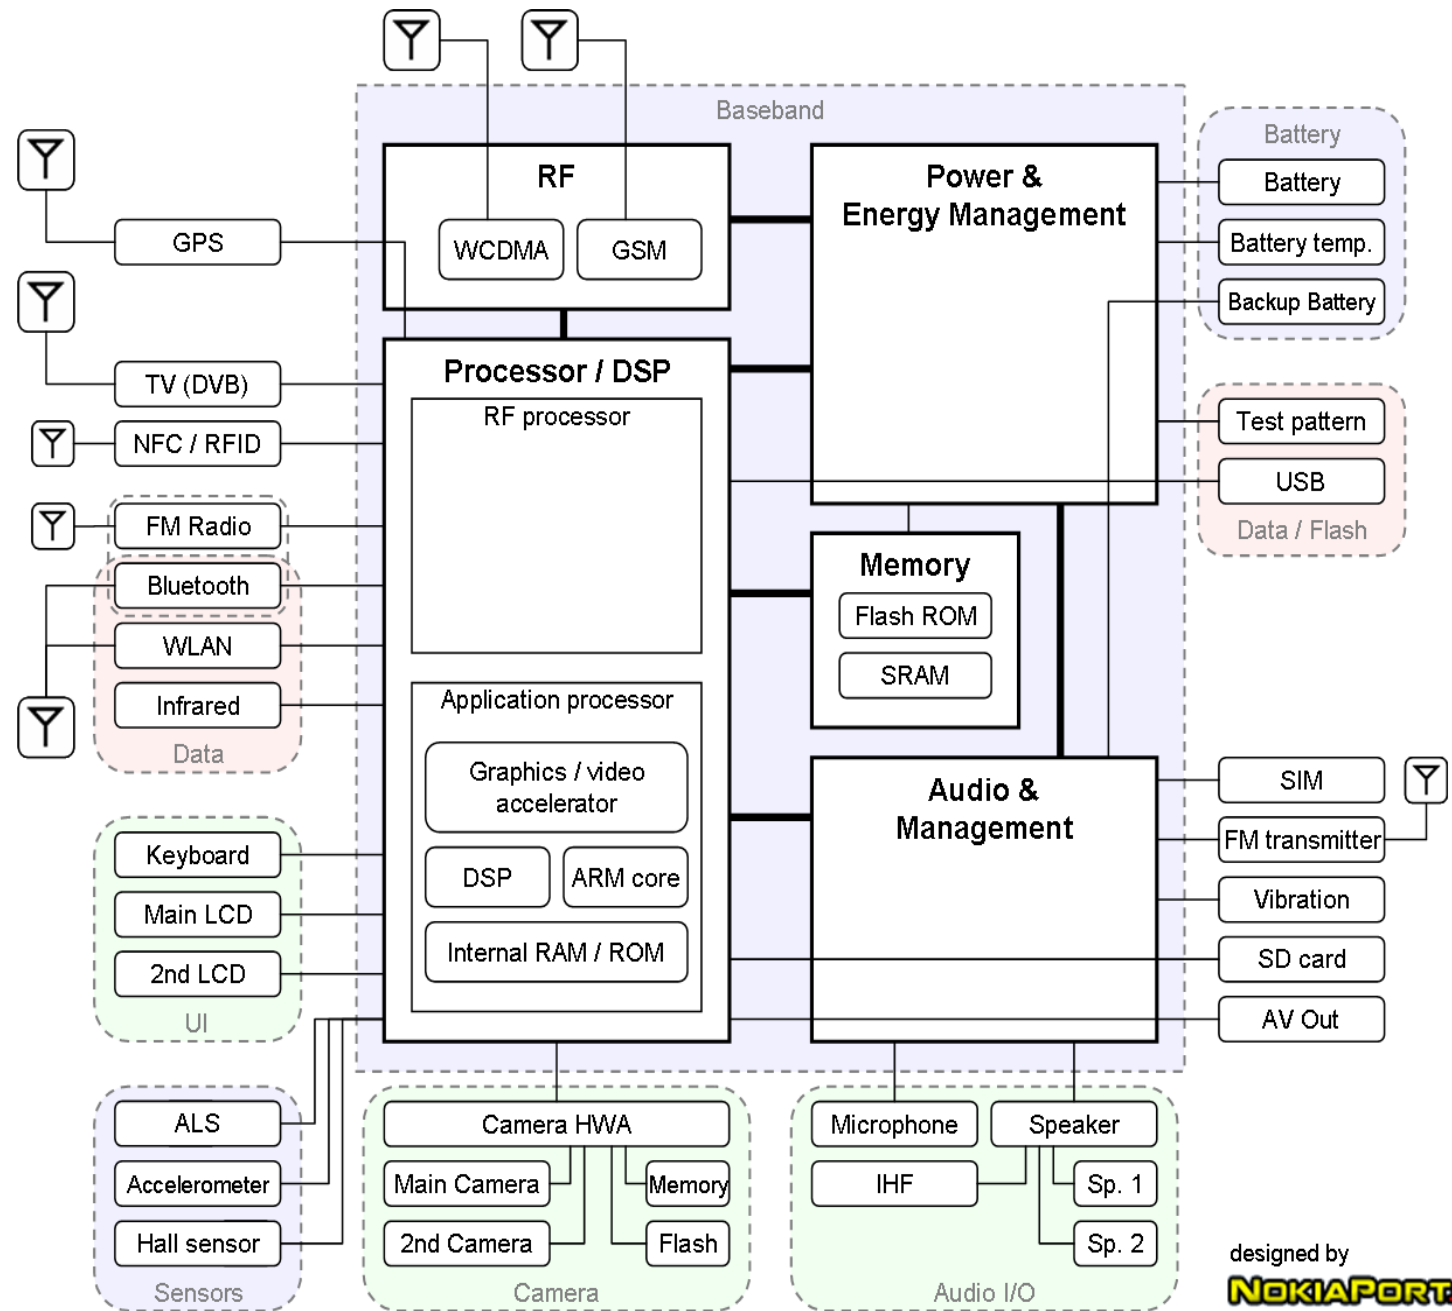 Baseband
RF
WCDMA
GSM
Power &
Energy Management
Battery
Battery
Battery temp.
Backup Battery
GPS
TV (DVB)
NFC / RFID
FM Radio
Bluetooth
WLAN
Infrared
Data
Processor / DSP
RF processor
Application processor
Graphics / video
accelerator
DSP
ARM core
Internal RAM / ROM
Test pattern
USB
Data / Flash
Memory
Flash ROM
SRAM
Audio &
Management
SIM
FM transmitter
Vibration
SD card
AV Out
Keyboard
Main LCD
2nd LCD
UI
ALS
Accelerometer
Hall sensor
Sensors
Camera HWA
Main Camera
Memory
2nd Camera
Flash
Camera
Microphone
Speaker
IHF
Sp. 1
Sp. 2
Audio I/O
designed by
NOKIAPORT